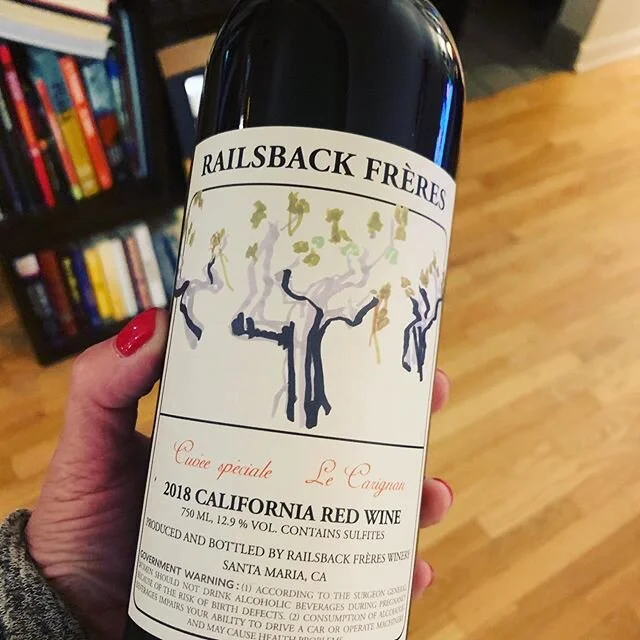 RAILSBACK FRÈRES
Cuvée spéciale Le Carignan
2018 CALIFORNIA RED WINE
750 ML, 12.9 % VOL. CONTAINS SULFITES
PRODUCED AND BOTTLED BY RAILSBACK FRÈRES WINERY
SANTA MARIA, CA
GOVERNMENT WARNING: (1) ACCORDING TO THE SURGEON GENERAL
WOMEN SHOULD NOT DRINK ALCOHOLIC BEVERAGES DURING PREGNANCY
BECAUSE OF THE RISK OF BIRTH DEFECTS. (2) CONSUMPTION OF ALCOHOLIC
BEVERAGES IMPAIRS YOUR ABILITY TO DRIVE A CAR OR OPERATE MACHINERY
AND MAY CAUSE HEALTH PROBLEMS